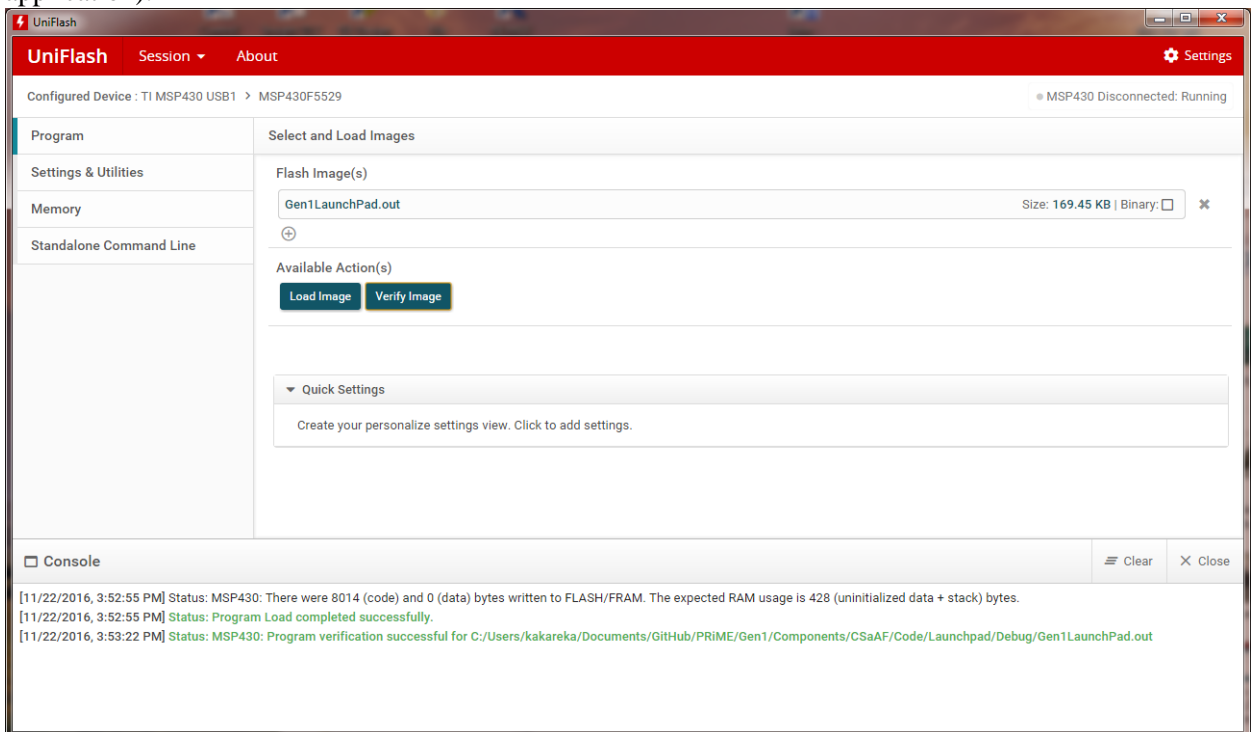 application).
UniFlash
UniFlash Session About Settings
Configured Device : TI MSP430 USB1 > MSP430F5529 MSP430 Disconnected: Running
Program
Settings & Utilities
Memory
Standalone Command Line
Select and Load Images
Flash Image(s)
Gen1LaunchPad.out Size: 169.45 KB | Binary:
Available Action(s)
Load Image Verify Image
Quick Settings
Create your personalize settings view. Click to add settings.
Console Clear Close
[11/22/2016, 3:52:55 PM] Status: MSP430: There were 8014 (code) and 0 (data) bytes written to FLASH/FRAM. The expected RAM usage is 428 (uninitialized data + stack) bytes.
[11/22/2016, 3:52:55 PM] Status: Program Load completed successfully.
[11/22/2016, 3:53:22 PM] Status: MSP430: Program verification successful for C:/Users/kakareka/Documents/GitHub/PRiME/Gen1/Components/CSaAF/Code/Launchpad/Debug/Gen1LaunchPad.out